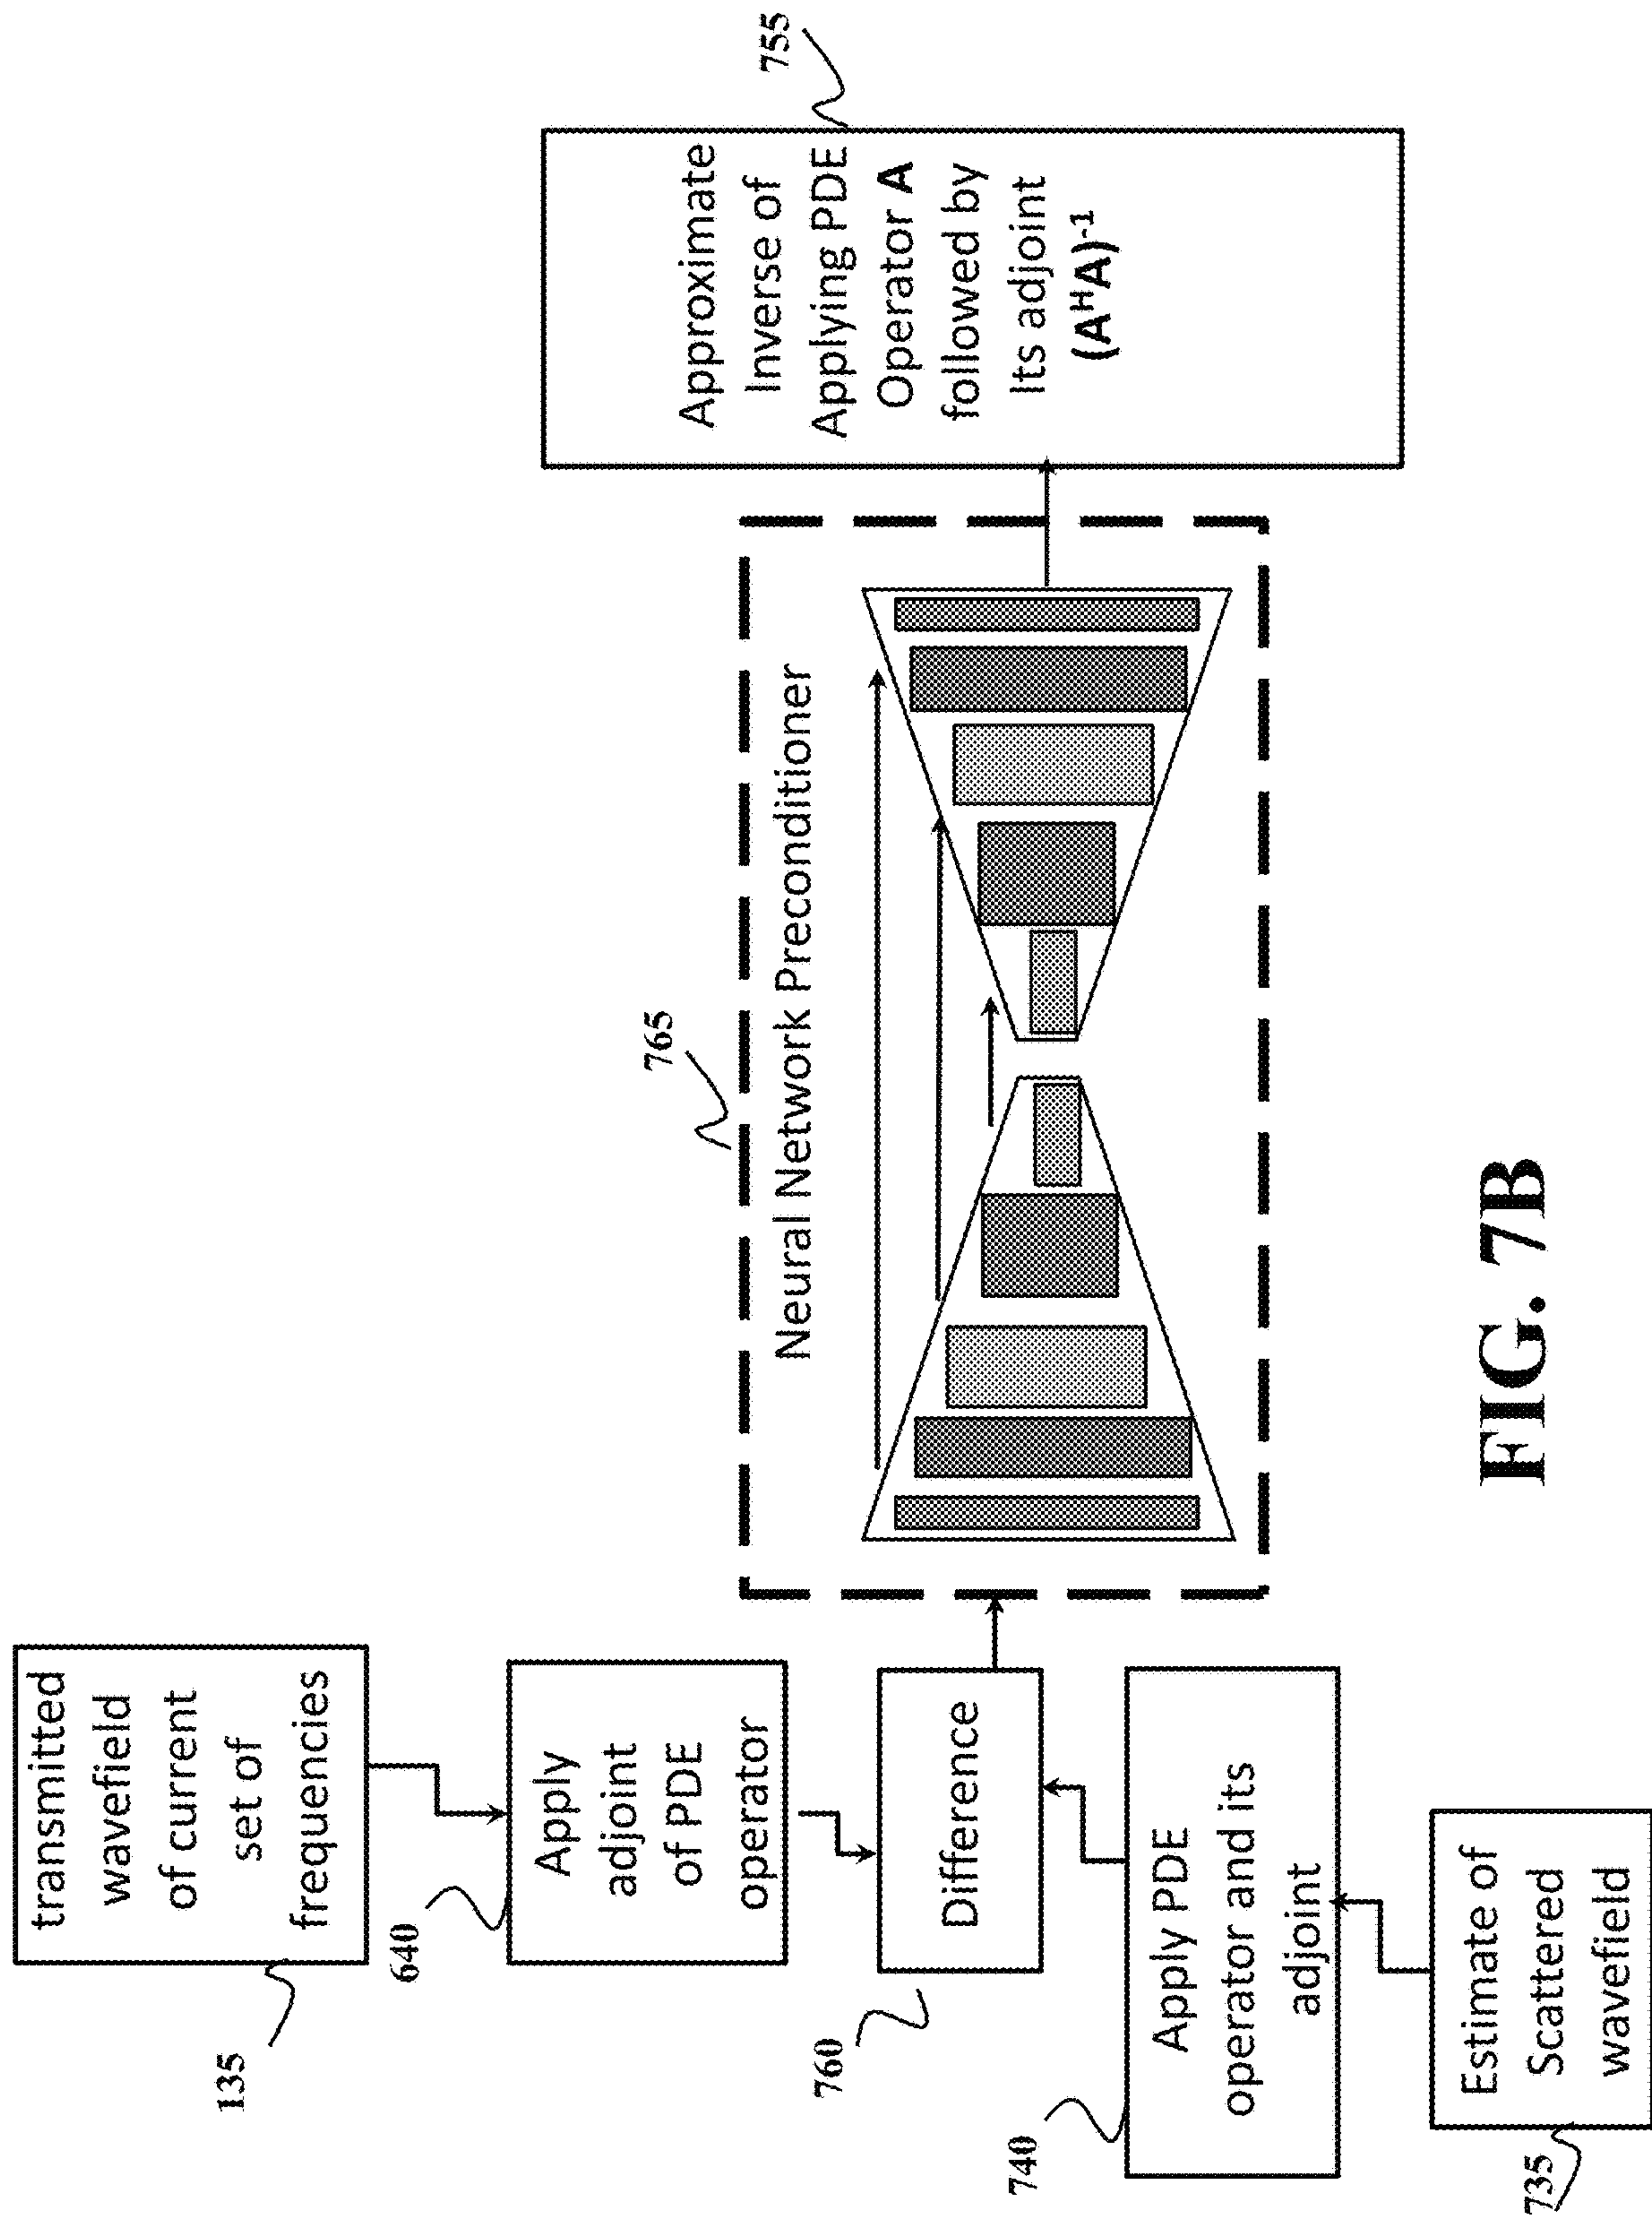 transmitted
wavefield
of current
set of
frequencies
135
Apply
adjoint
of PDE
operator
640
Difference
760
Apply PDE
operator and its
adjoint
740
Estimate of
Scattered
wavefield
735
765
Neural Network Preconditioner
Approximate
Inverse of
Applying PDE
Operator A
followed by
Its adjoint
(AᴴA)⁻¹
755
FIG. 7B